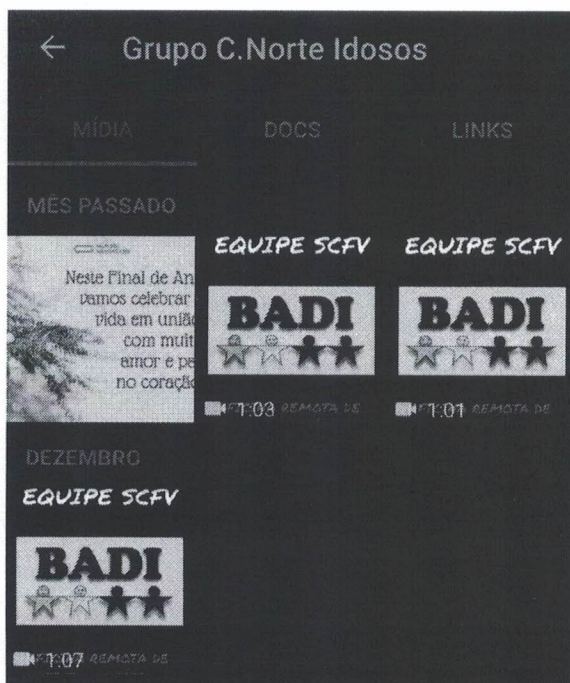 ← Grupo C.Norte Idosos
MÍDIA DOCS LINKS
MÊS PASSADO
Neste Final de An
vamos celebrar
vida em uniã
com muit
amor e pa
no coraçã
EQUIPE SCFV
BADI
1:03 REMOTA DE
EQUIPE SCFV
BADI
1:01 REMOTA DE
DEZEMBRO
EQUIPE SCFV
BADI
1:07 REMOTA DE